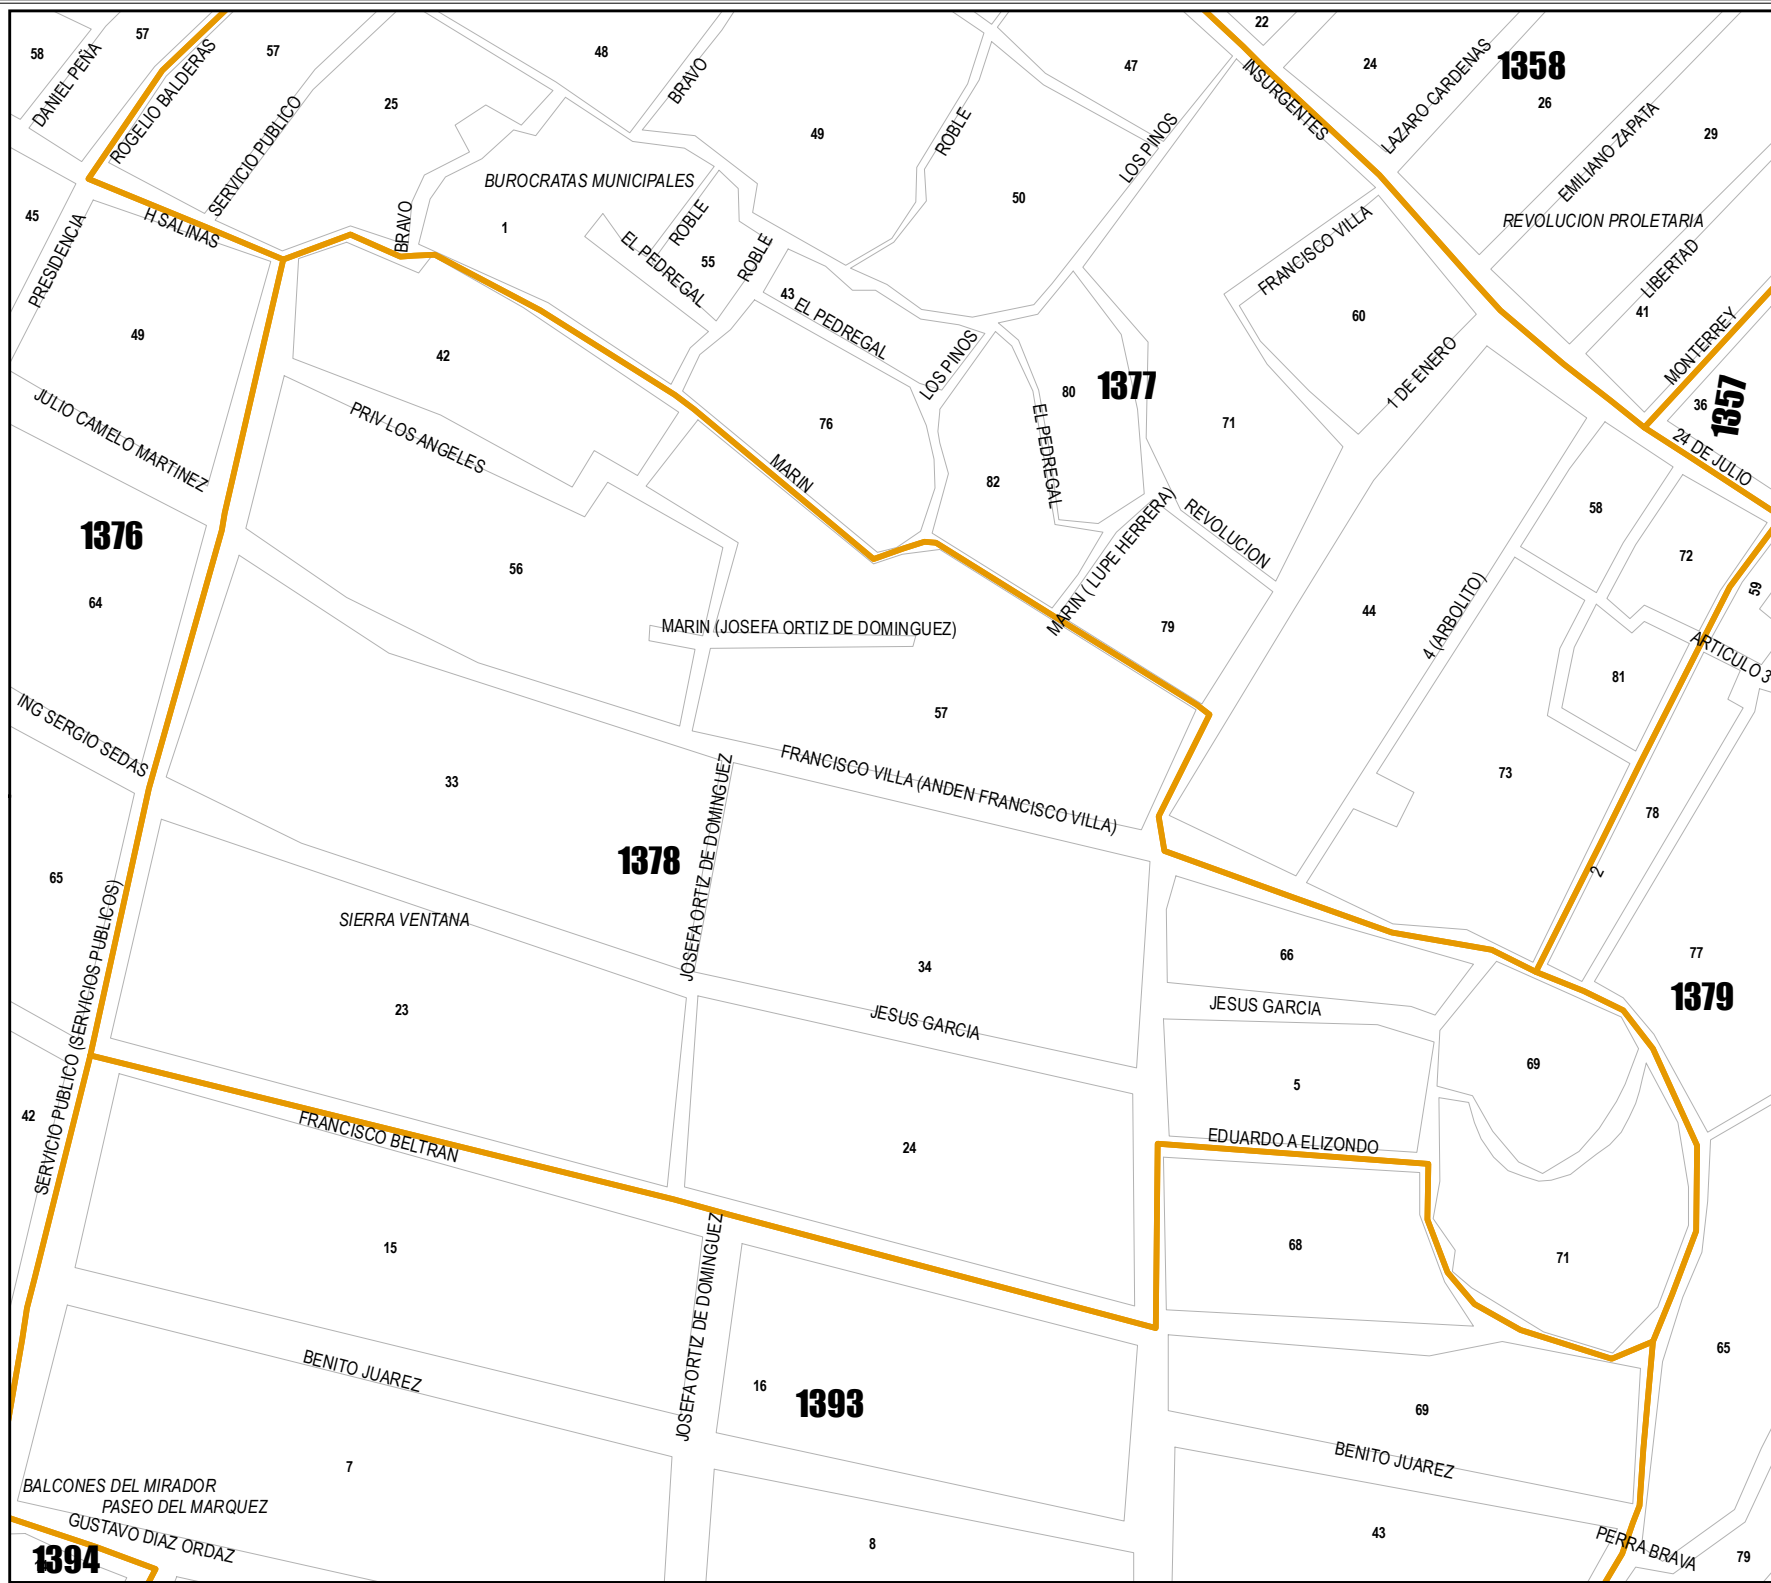 22
57
58
57
48
47
24
1358
DANIEL PEÑA
ROGELIO BALDERAS
SERVICIO PUBLICO
25
BRAVO
49
ROBLE
LOS PINOS
INSURGENTES
LAZARO CARDENAS
26
EMILIANO ZAPATA
29
BUROCRATAS MUNICIPALES
50
REVOLUCION PROLETARIA
45
PRESIDENCIA
H SALINAS
BRAVO
1
ROBLE
EL PEDREGAL
55
ROBLE
FRANCISCO VILLA
LIBERTAD
41
43
EL PEDREGAL
60
MONTERREY
49
42
LOS PINOS
1 DE ENERO
80
1377
36
1357
JULIO CAMELO MARTINEZ
PRIV LOS ANGELES
76
EL PEDREGAL
71
24 DE JULIO
MARIN
82
1376
MARIN ( LUPE HERRERA)
REVOLUCION
58
72
56
64
59
44
4 (ARBOLITO)
MARIN (JOSEFA ORTIZ DE DOMINGUEZ)
79
ARTICULO 3
81
ING SERGIO SEDAS
57
33
FRANCISCO VILLA (ANDEN FRANCISCO VILLA)
73
78
JOSEFA ORTIZ DE DOMINGUEZ
1378
65
2
SERVICIO PUBLICO (SERVICIOS PUBLICOS)
SIERRA VENTANA
34
66
77
1379
23
JESUS GARCIA
JESUS GARCIA
69
5
42
FRANCISCO BELTRAN
24
EDUARDO A ELIZONDO
15
68
71
JOSEFA ORTIZ DE DOMINGUEZ
BENITO JUAREZ
65
16
1393
69
7
BENITO JUAREZ
BALCONES DEL MIRADOR
PASEO DEL MARQUEZ
GUSTAVO DIAZ ORDAZ
8
43
PERRA BRAVA
79
1394